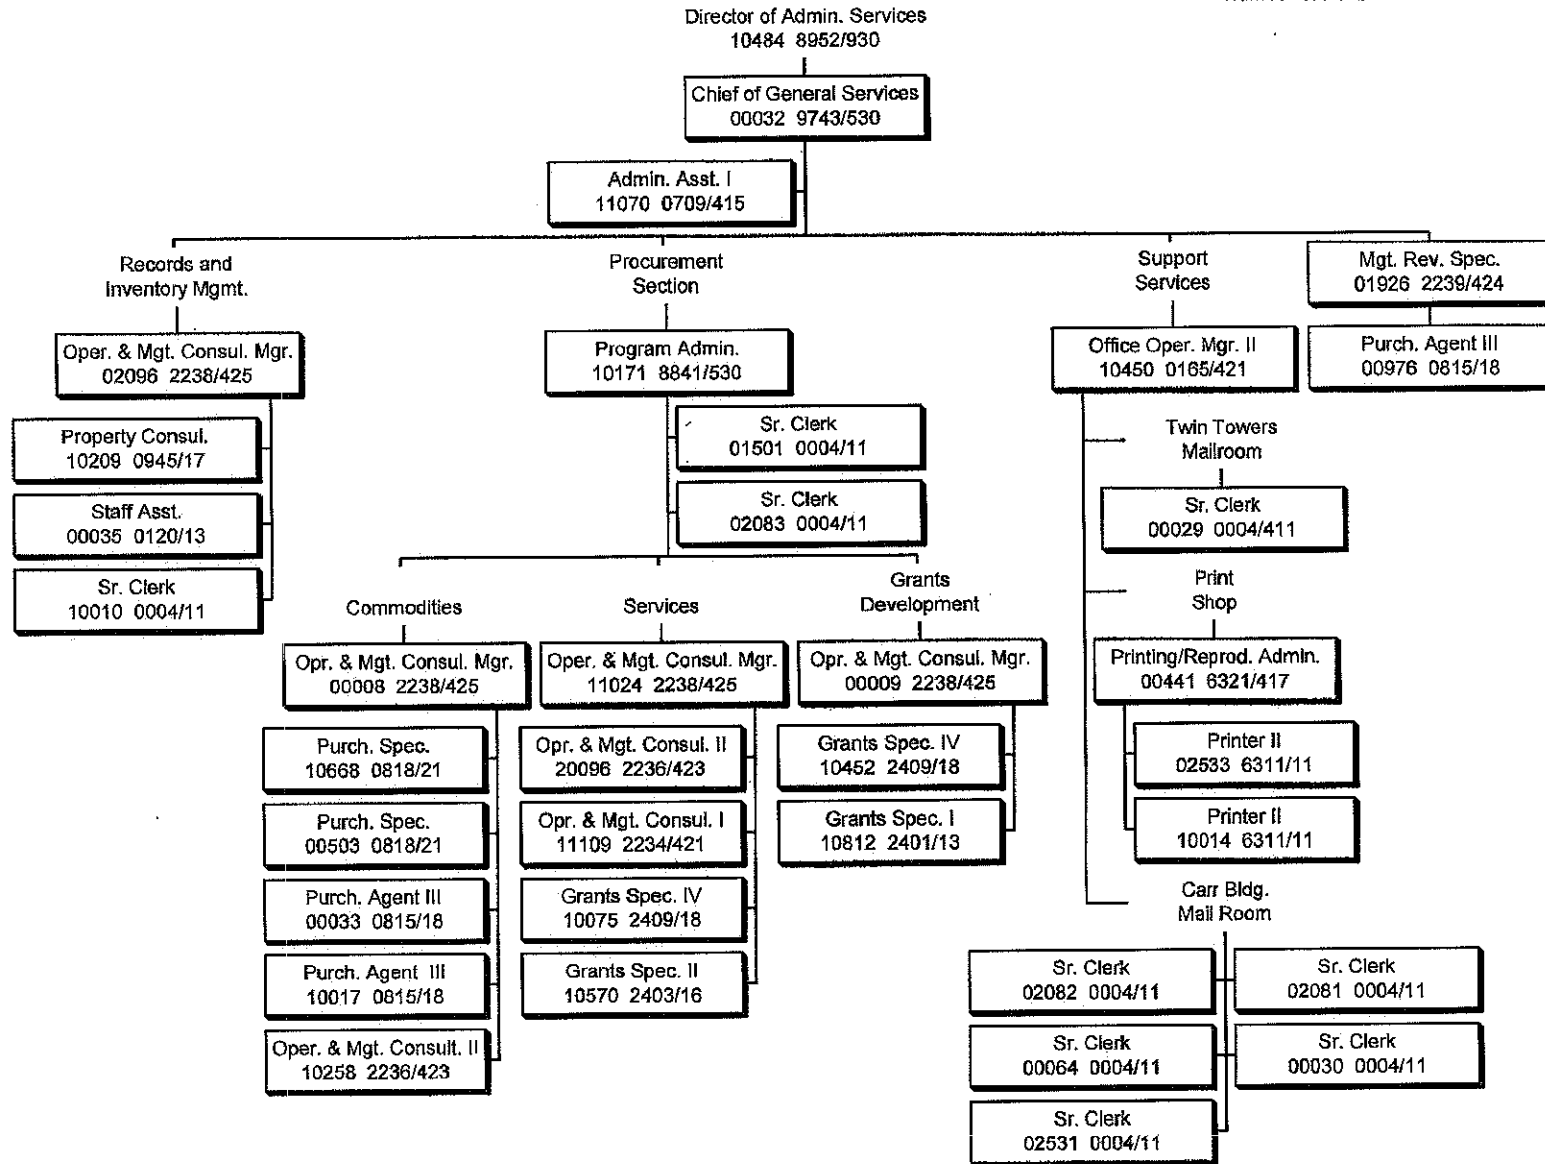 Director of Admin. Services
10484 8952/930
Chief of General Services
00032 9743/530
Admin. Asst. I
11070 0709/415
Records and
Inventory Mgmt.
Oper. & Mgt. Consul. Mgr.
02096 2238/425
Property Consul.
10209 0945/17
Staff Asst.
00035 0120/13
Sr. Clerk
10010 0004/11
Procurement
Section
Program Admin.
10171 8841/530
Sr. Clerk
01501 0004/11
Sr. Clerk
02083 0004/11
Commodities
Opr. & Mgt. Consul. Mgr.
00008 2238/425
Purch. Spec.
10668 0818/21
Purch. Spec.
00503 0818/21
Purch. Agent III
00033 0815/18
Purch. Agent III
10017 0815/18
Oper. & Mgt. Consult. II
10258 2236/423
Services
Oper. & Mgt. Consul. Mgr.
11024 2238/425
Opr. & Mgt. Consul. II
20096 2236/423
Opr. & Mgt. Consul. I
11109 2234/421
Grants Spec. IV
10075 2409/18
Grants Spec. II
10570 2403/16
Grants
Development
Opr. & Mgt. Consul. Mgr.
00009 2238/425
Grants Spec. IV
10452 2409/18
Grants Spec. I
10812 2401/13
Support
Services
Office Oper. Mgr. II
10450 0165/421
Twin Towers
Mailroom
Sr. Clerk
00029 0004/411
Print
Shop
Printing/Reprod. Admin.
00441 6321/417
Printer II
02533 6311/11
Printer II
10014 6311/11
Carr Bldg.
Mail Room
Sr. Clerk
02082 0004/11
Sr. Clerk
02081 0004/11
Sr. Clerk
00064 0004/11
Sr. Clerk
00030 0004/11
Sr. Clerk
02531 0004/11
Mgt. Rev. Spec.
01926 2239/424
Purch. Agent III
00976 0815/18